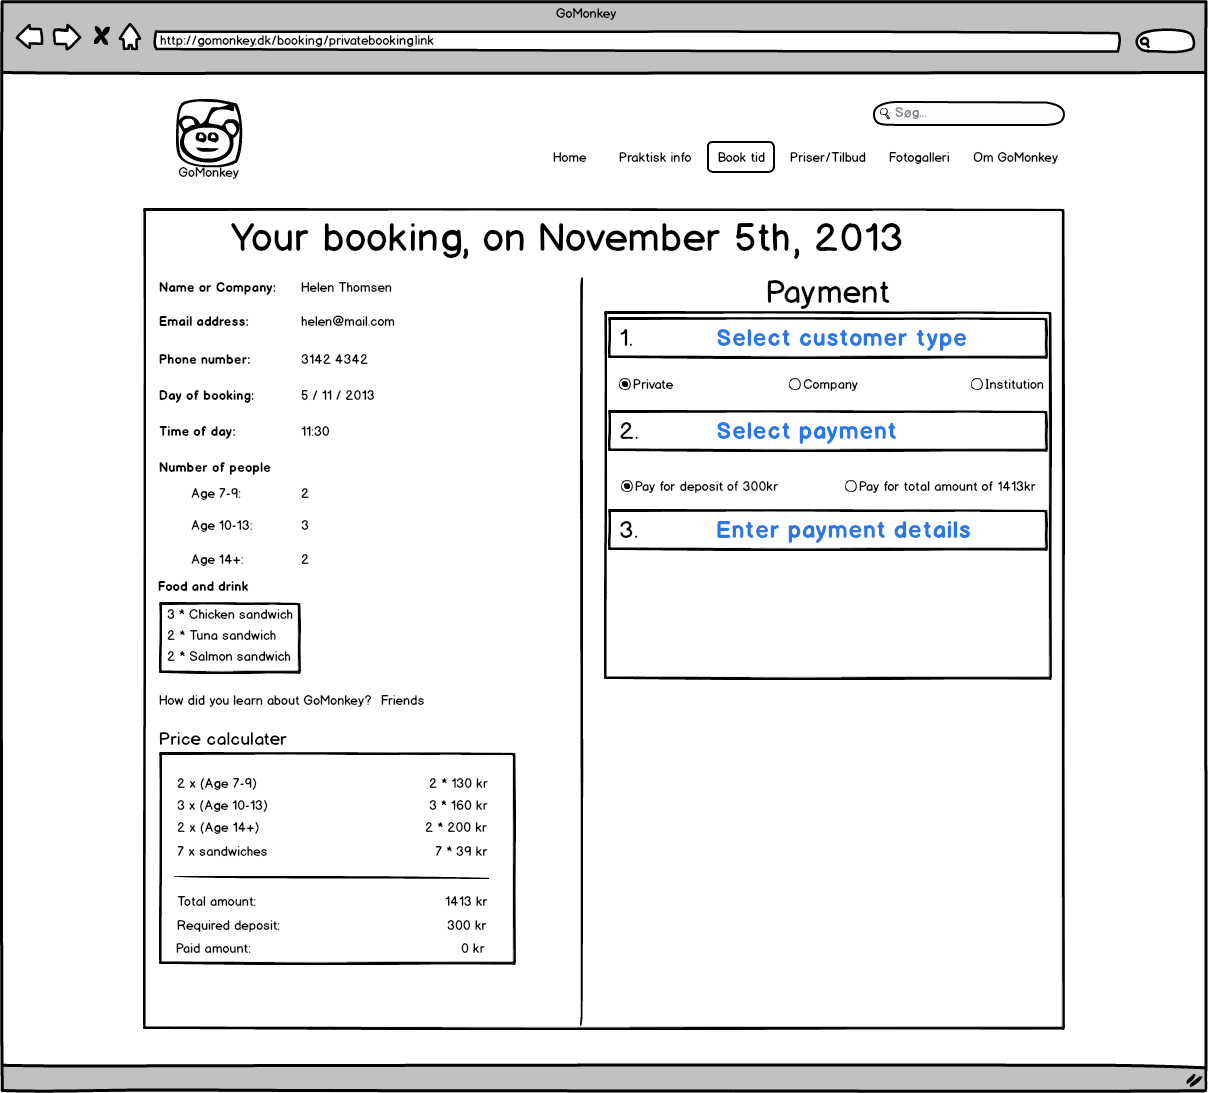 GoMonkey
http://gomonkey.dk/booking/privatebookinglink
Søg...
GoMonkey
Home Praktisk info Book tid Priser/Tilbud Fotogalleri Om GoMonkey
Your booking, on November 5th, 2013
Name or Company: Helen Thomsen
Email address: helen@mail.com
Phone number: 3142 4342
Day of booking: 5 / 11 / 2013
Time of day: 11:30
Number of people
Age 7-9: 2
Age 10-13: 3
Age 14+: 2
Food and drink
3 * Chicken sandwich
2 * Tuna sandwich
2 * Salmon sandwich
How did you learn about GoMonkey? Friends
Price calculater
2 x (Age 7-9) 2 * 130 kr
3 x (Age 10-13) 3 * 160 kr
2 x (Age 14+) 2 * 200 kr
7 x sandwiches 7 * 39 kr
Total amount: 1413 kr
Required deposit: 300 kr
Paid amount: 0 kr
Payment
1. Select customer type
Private Company Institution
2. Select payment
Pay for deposit of 300kr Pay for total amount of 1413kr
3. Enter payment details